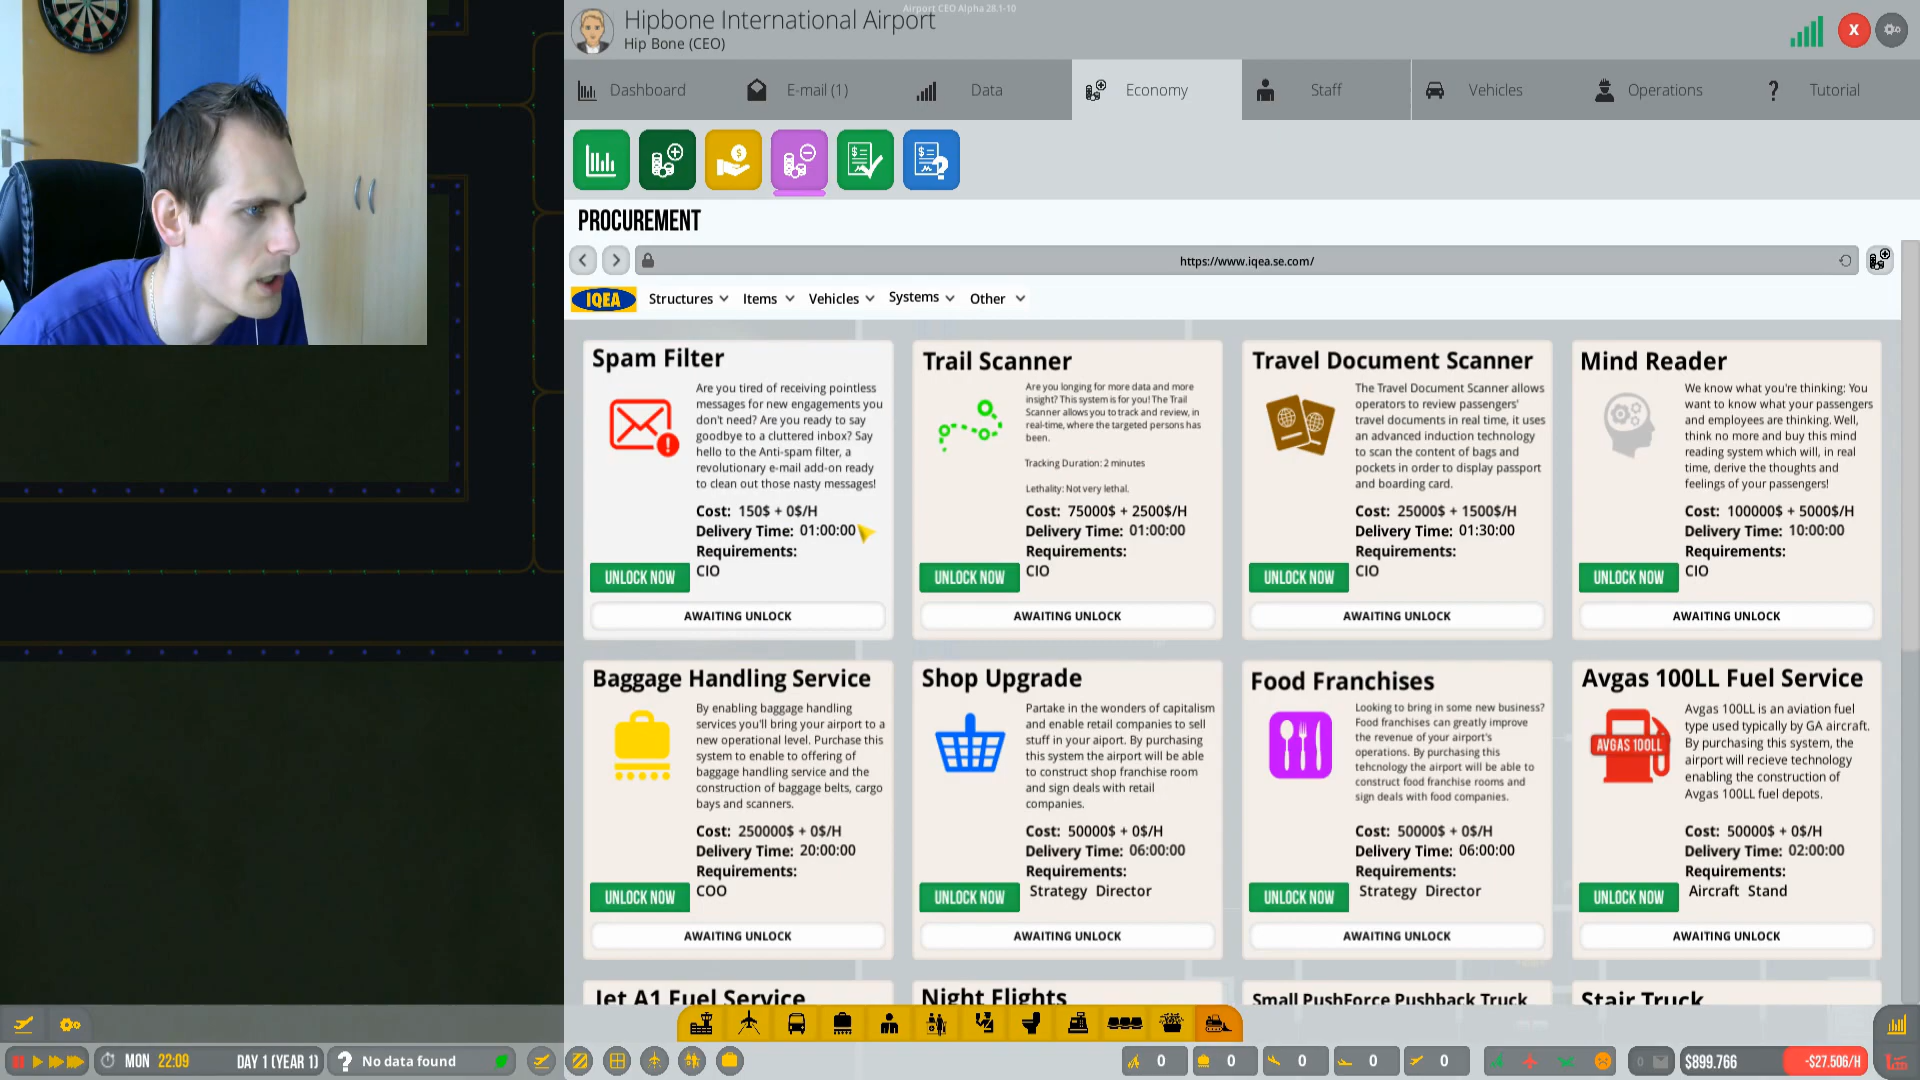 Airport CEO Alpha 28.1-10
Hipbone International Airport
Hip Bone (CEO)
X
Dashboard
E-mail (1)
Data
Economy
Staff
Vehicles
Operations
? Tutorial
PROCUREMENT
https://www.iqea.se.com/
IQEA Structures Items Vehicles Systems Other
Spam Filter
Are you tired of receiving pointless
messages for new engagements you
don't need? Are you ready to say
goodbye to a cluttered inbox? Say
hello to the Anti-spam filter, a
revolutionary e-mail add-on ready
to clean out those nasty messages!
Cost: 150$ + 0$/H
Delivery Time: 01:00:00
Requirements:
CIO
UNLOCK NOW
AWAITING UNLOCK
Trail Scanner
Are you longing for more data and more
insight? This system is for you! The Trail
Scanner allows you to track and review, in
real-time, where the targeted persons has
been.
Tracking Duration: 2 minutes
Lethality: Not very lethal.
Cost: 75000$ + 2500$/H
Delivery Time: 01:00:00
Requirements:
CIO
UNLOCK NOW
AWAITING UNLOCK
Travel Document Scanner
The Travel Document Scanner allows
operators to review passengers'
travel documents in real time, it uses
an advanced induction technology
to scan the content of bags and
pockets in order to display passport
and boarding card.
Cost: 25000$ + 1500$/H
Delivery Time: 01:30:00
Requirements:
CIO
UNLOCK NOW
AWAITING UNLOCK
Mind Reader
We know what you're thinking: You
want to know what your passengers
and employees are thinking. Well,
think no more and buy this mind
reading system which will, in real
time, derive the thoughts and
feelings of your passengers!
Cost: 100000$ + 5000$/H
Delivery Time: 10:00:00
Requirements:
CIO
UNLOCK NOW
AWAITING UNLOCK
Baggage Handling Service
By enabling baggage handling
services you'll bring your airport to a
new operational level. Purchase this
system to enable to offering of
baggage handling service and the
construction of baggage belts, cargo
bays and scanners.
Cost: 250000$ + 0$/H
Delivery Time: 20:00:00
Requirements:
COO
UNLOCK NOW
AWAITING UNLOCK
Shop Upgrade
Partake in the wonders of capitalism
and enable retail companies to sell
stuff in your aiport. By purchasing
this system the airport will be able
to construct shop franchise room
and sign deals with retail
companies.
Cost: 50000$ + 0$/H
Delivery Time: 06:00:00
Requirements:
Strategy Director
UNLOCK NOW
AWAITING UNLOCK
Food Franchises
Looking to bring in some new business?
Food franchises can greatly improve
the revenue of your airport's
operations. By purchasing this
tehcnology the airport will be able to
construct food franchise rooms and
sign deals with food companies.
Cost: 50000$ + 0$/H
Delivery Time: 06:00:00
Requirements:
Strategy Director
UNLOCK NOW
AWAITING UNLOCK
Avgas 100LL Fuel Service
AVGAS 100LL
Avgas 100LL is an aviation fuel
type used typically by GA aircraft.
By purchasing this system, the
airport will recieve technology
enabling the construction of
Avgas 100LL fuel depots.
Cost: 50000$ + 0$/H
Delivery Time: 02:00:00
Requirements:
Aircraft Stand
UNLOCK NOW
AWAITING UNLOCK
Jet A1 Fuel Service
Night Flights
Small PushForce Pushback Truck
Stair Truck
MON 22:09 DAY 1 (YEAR 1)
? No data found
0
0
0
0
0
0
$899.766
-$27.506/H